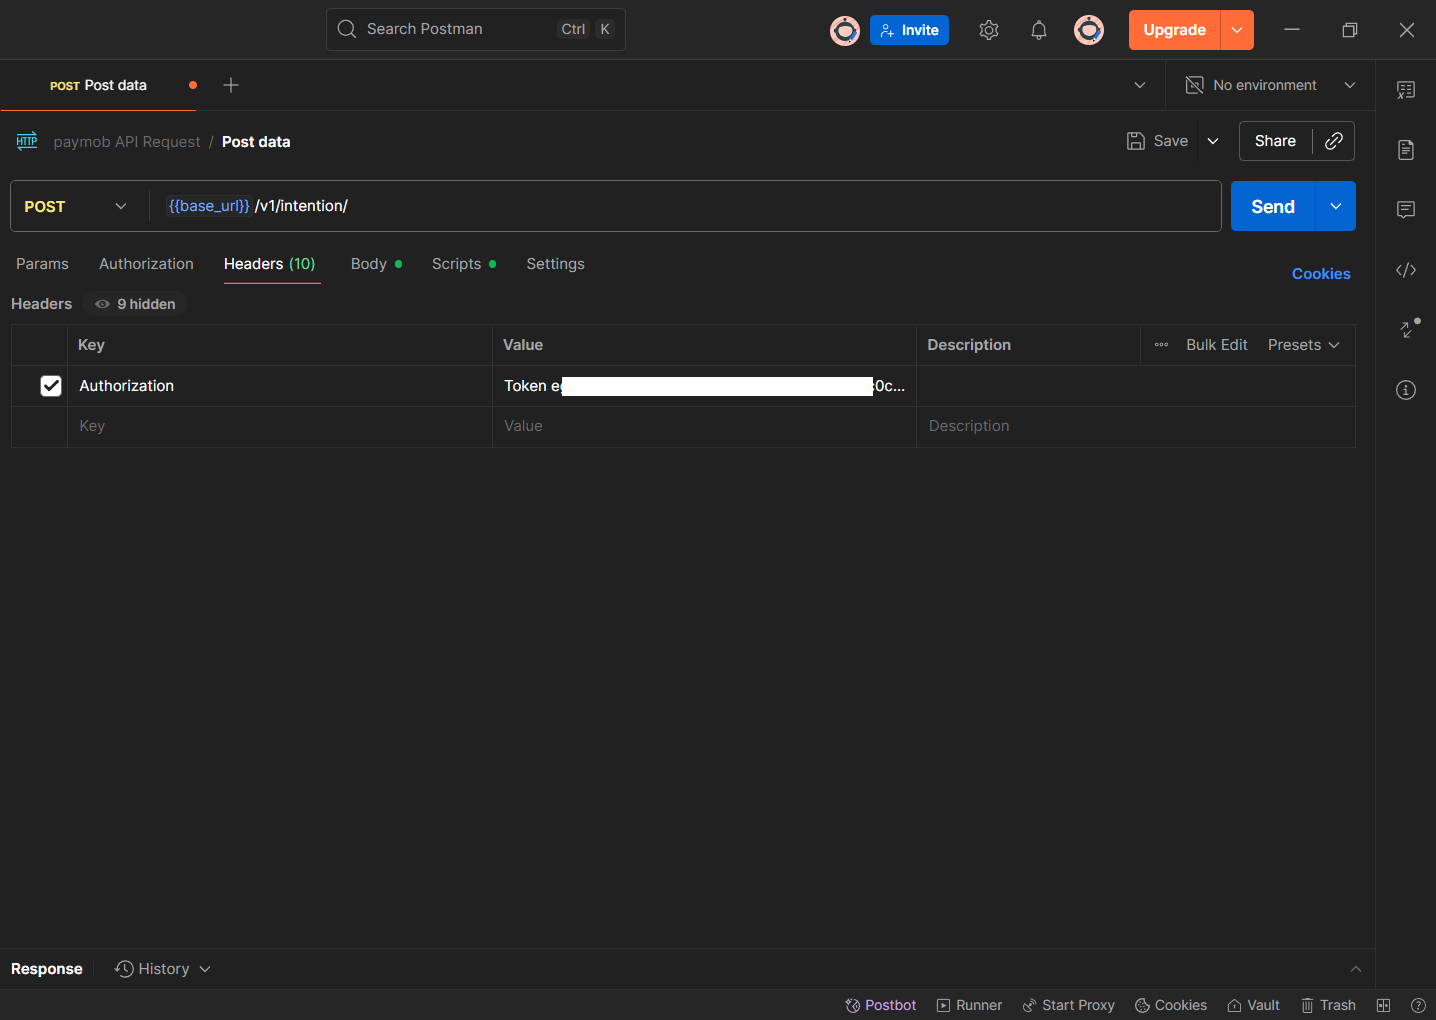 Search Postman Ctrl K Invite Upgrade
POST Post data No environment
HTTP paymob API Request / Post data Save Share
POST {{base_url}} /v1/intention/ Send
Params Authorization Headers (10) Body Scripts Settings Cookies
Headers 9 hidden
Key Value Description Bulk Edit Presets
Authorization Token 0c...
Key Value Description
Response History
Postbot Runner Start Proxy Cookies Vault Trash